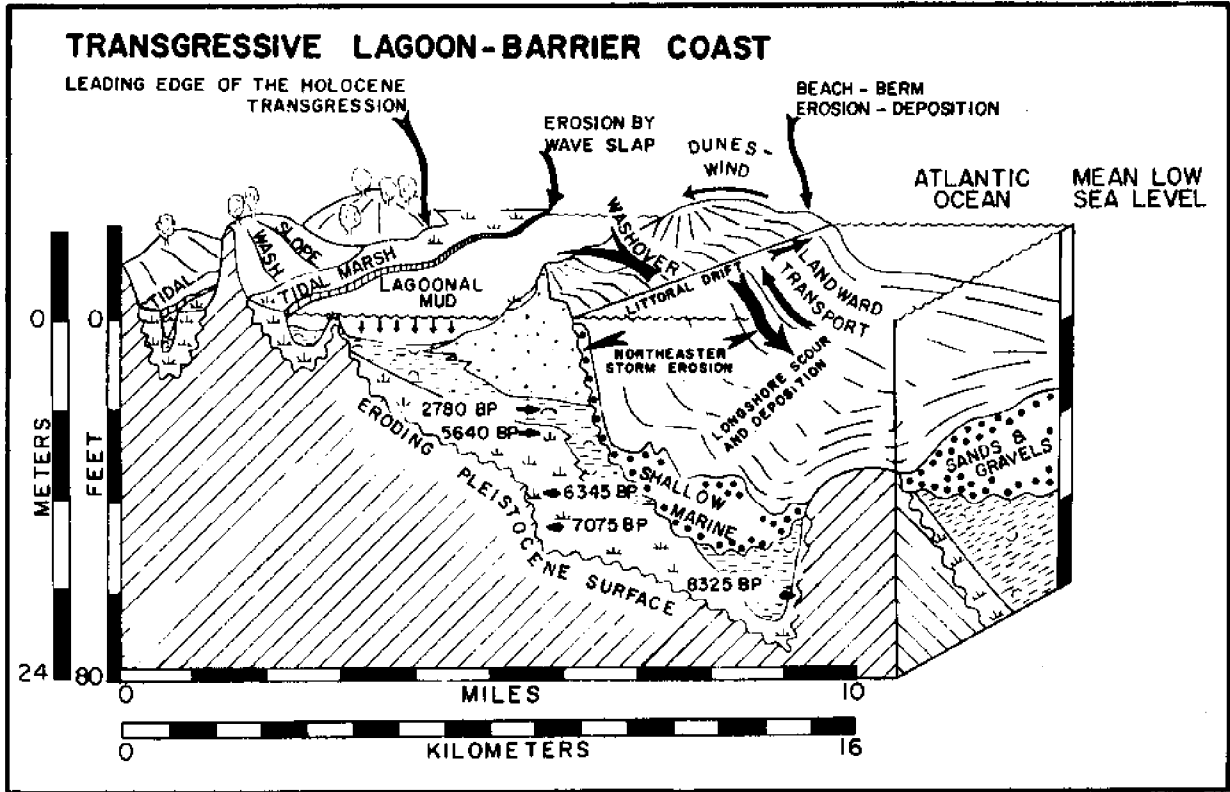 TRANSGRESSIVE LAGOON-BARRIER COAST
LEADING EDGE OF THE HOLOCENE
TRANSGRESSION
EROSION BY
WAVE SLAP
DUNES -
WIND
BEACH - BERM
EROSION - DEPOSITION
ATLANTIC
OCEAN
MEAN LOW
SEA LEVEL
TIDAL
WASH
SLOPE
TIDAL MARSH
LAGOONAL
MUD
WASHOVER
LITTORAL DRIFT
LANDWARD
TRANSPORT
NORTHEASTER
STORM EROSION
LONGSHORE SCOUR
AND DEPOSITION
SANDS &
GRAVELS
SHALLOW
MARINE
2780 BP
5640 BP
6345 BP
7075 BP
8325 BP
ERODING PLEISTOCENE SURFACE
0
METERS
24
0
FEET
80
0
MILES
10
0
KILOMETERS
16